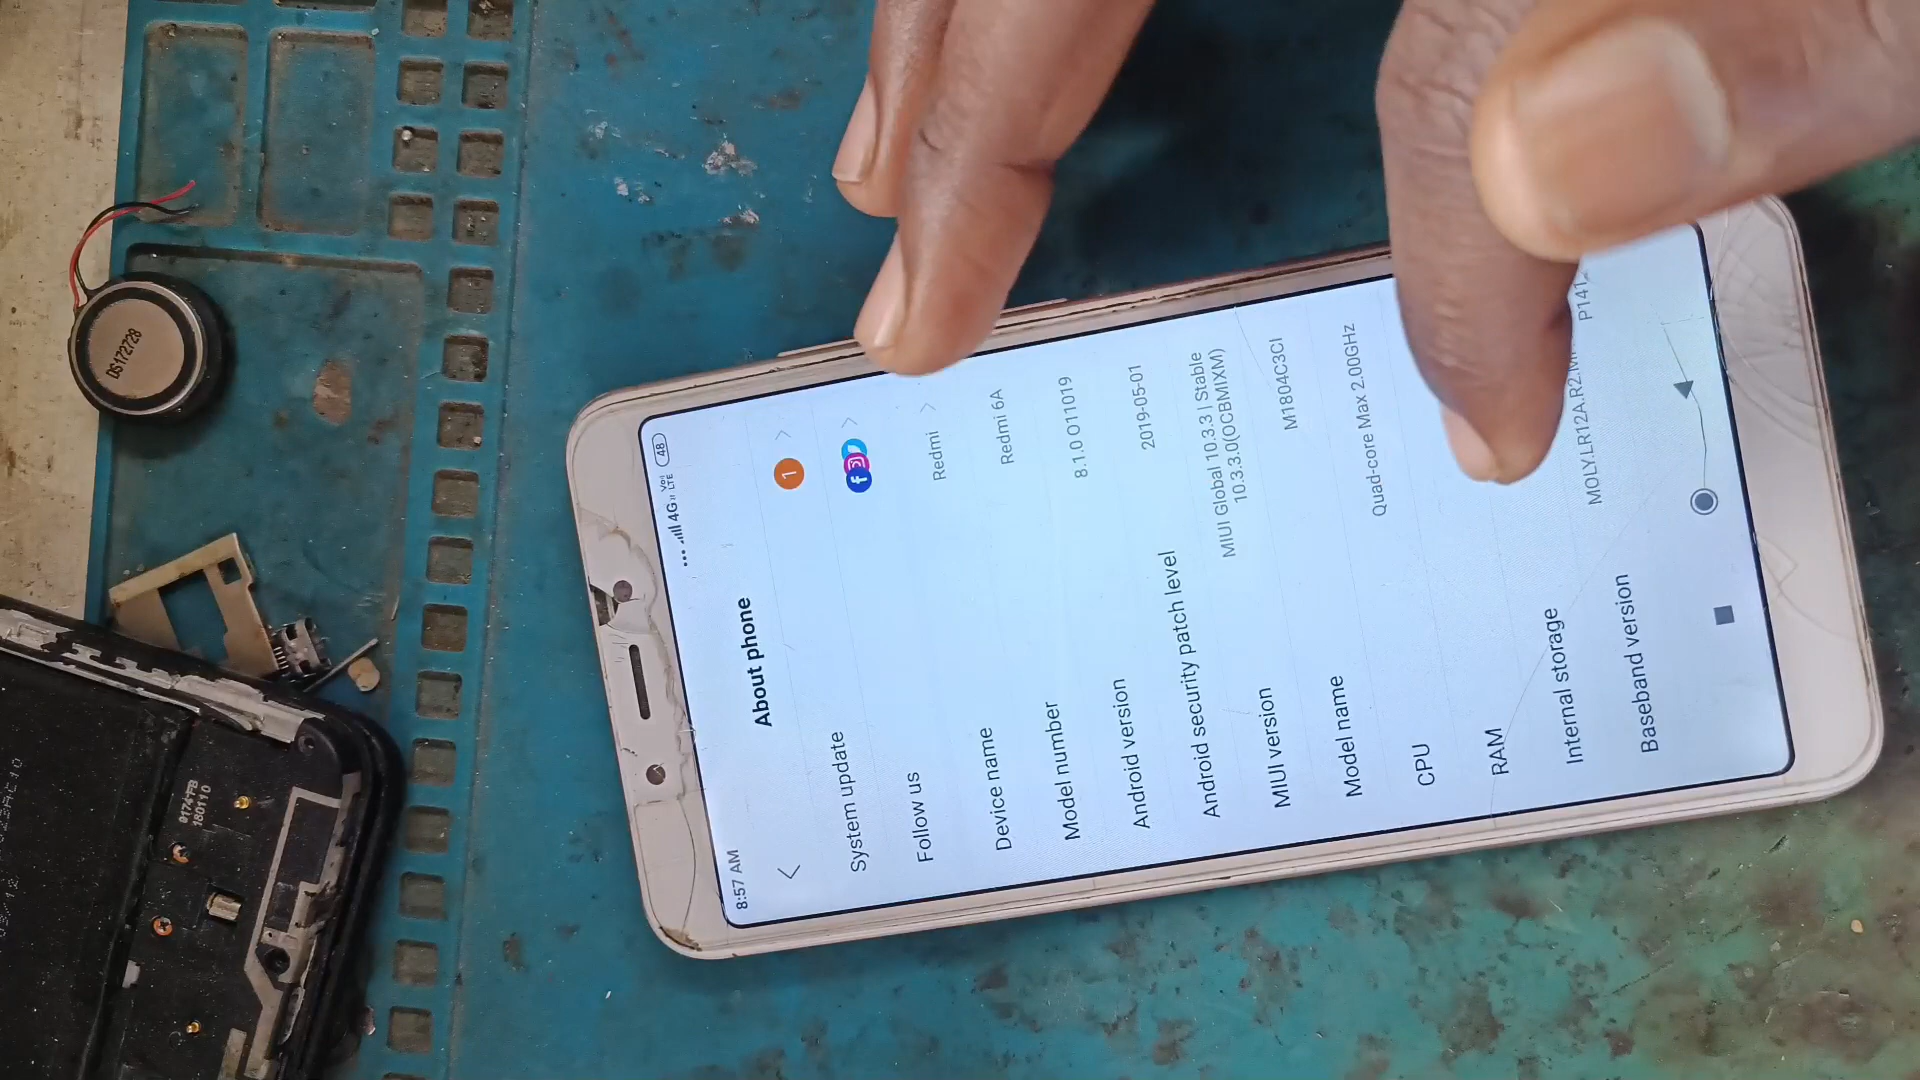 8:57 AM
4G
Vo))
LTE
48
About phone
System update
1
Follow us
Device name
Redmi
Model number
Redmi 6A
Android version
8.1.0 O11019
Android security patch level
2019-05-01
MIUI version
MIUI Global 10.3.3 | Stable
10.3.3.0(OCBMIXM)
Model name
M1804C3CI
CPU
Quad-core Max 2.00GHz
RAM
Internal storage
Baseband version
MOLY.LR12A.R2.M
P141
DS172728
180110